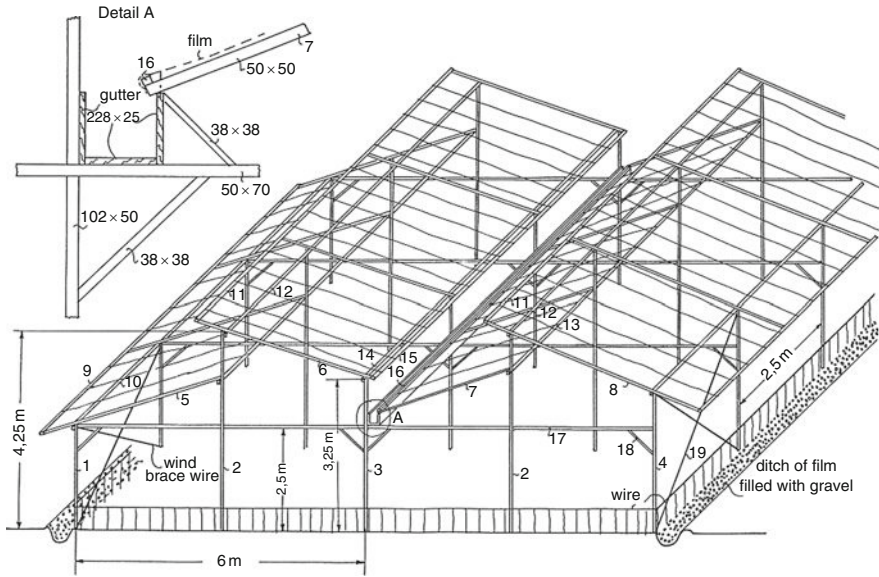 Detail A
film
16
7
50×50
gutter
228×25
38×38
50×70
102×50
38×38
11
12
11
12
13
14
15
16
9
10
5
6
7
8
2,5 m
4,25 m
A
17
18
19
1
wind
brace wire
2
2,5 m
3,25 m
3
2
4
wire
ditch of film
filled with gravel
6 m